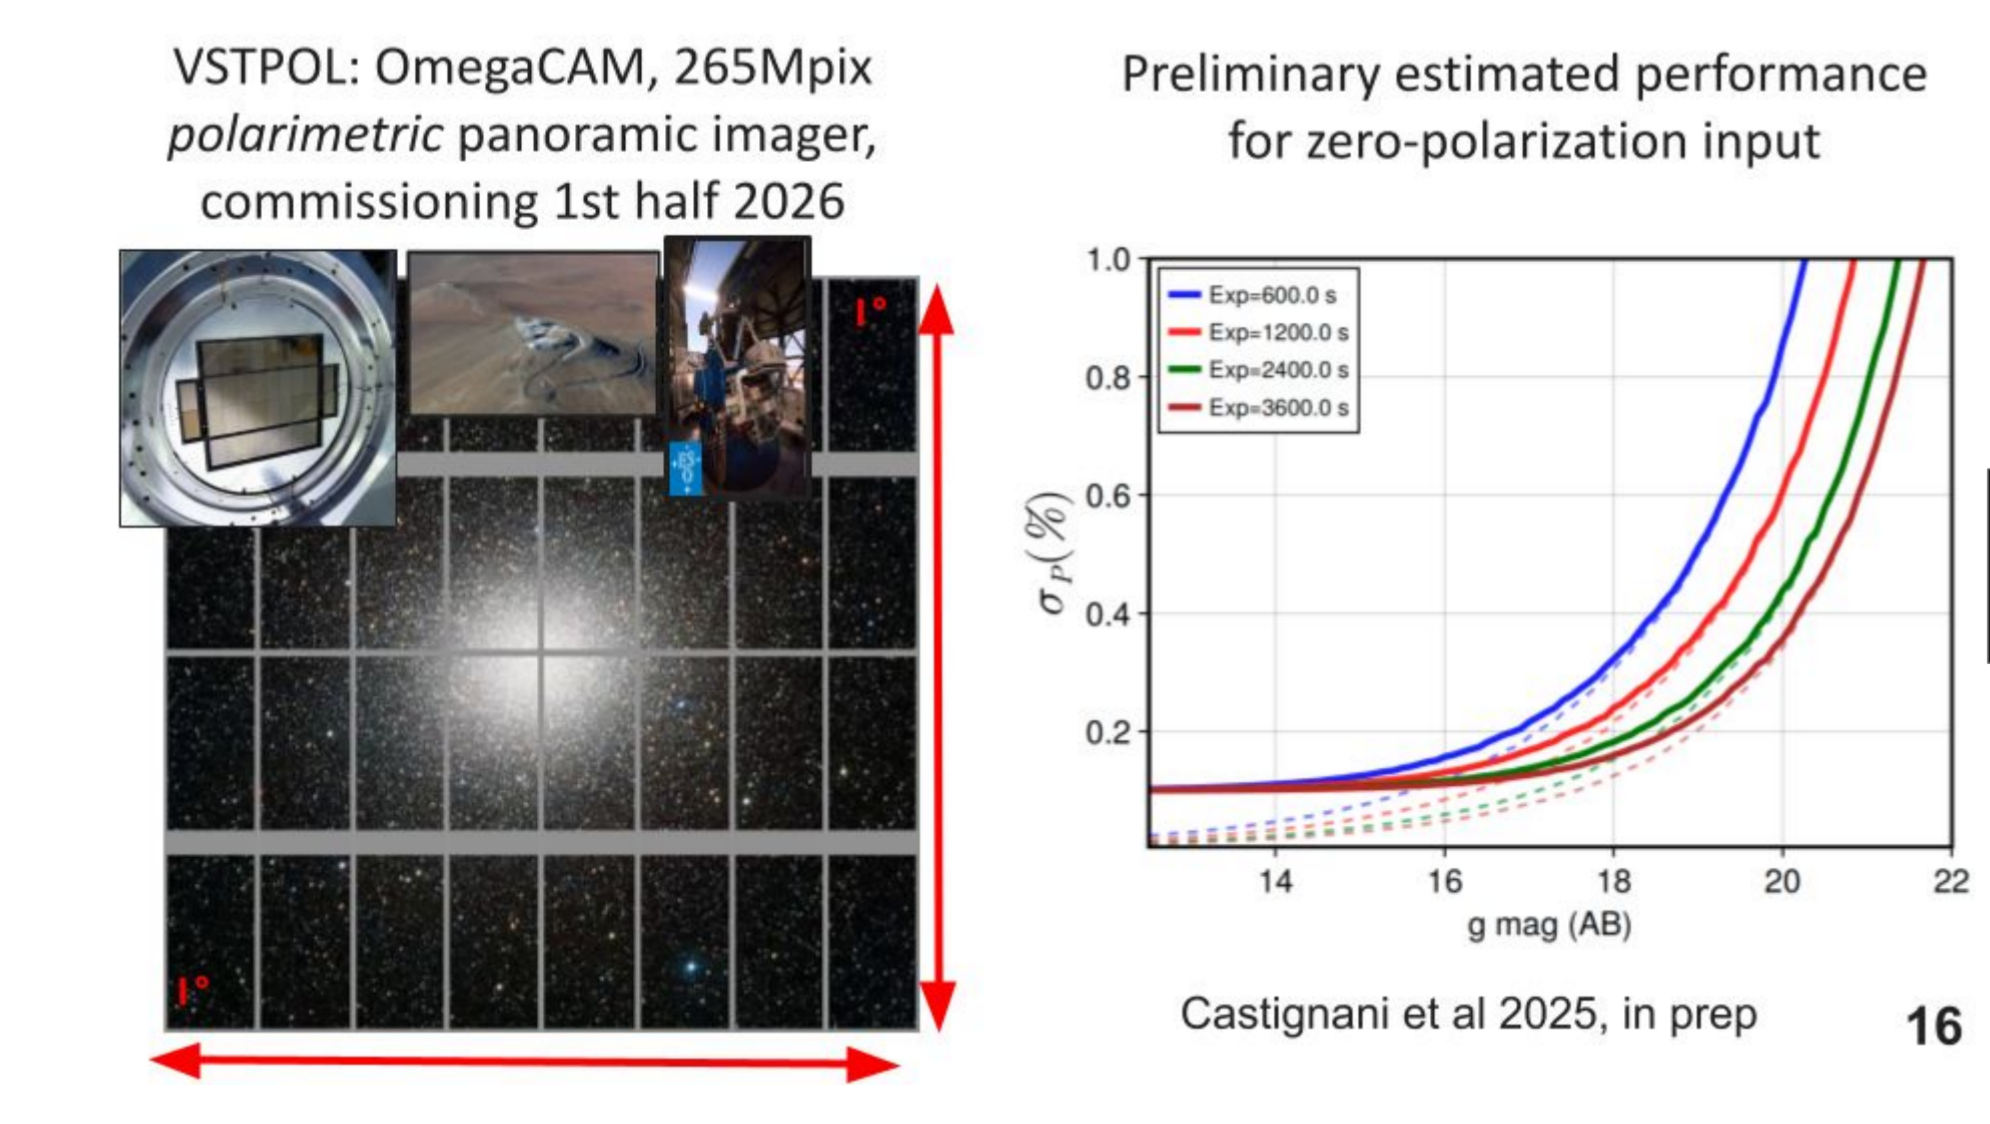 VSTPOL: OmegaCAM, 265Mpix
polarimetric panoramic imager,
commissioning 1st half 2026
1°
1°
ESO
Preliminary estimated performance
for zero-polarization input
Exp=600.0 s
Exp=1200.0 s
Exp=2400.0 s
Exp=3600.0 s
1.0
0.8
0.6
0.4
0.2
σ_P(%)
14 16 18 20 22
g mag (AB)
Castignani et al 2025, in prep
16